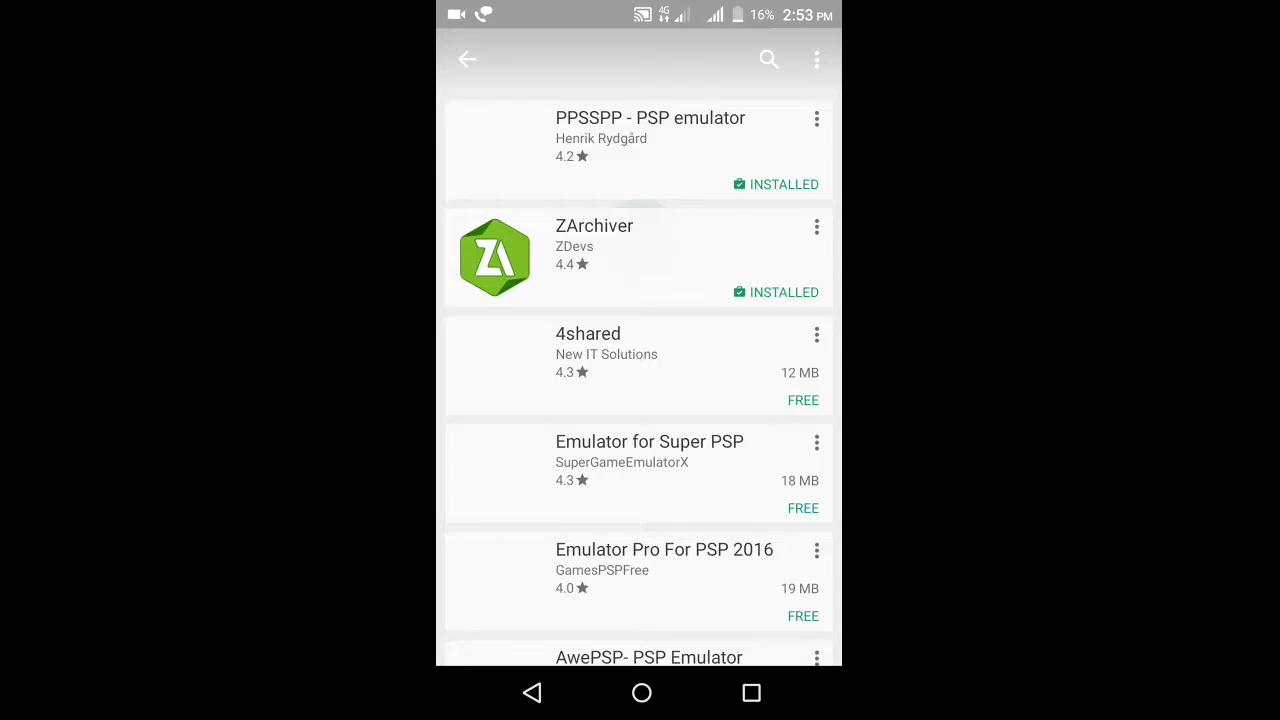 4G 16% 2:53 PM
PPSSPP - PSP emulator
Henrik Rydgård
4.2★
INSTALLED
ZA
ZArchiver
ZDevs
4.4★
INSTALLED
4shared
New IT Solutions
4.3★
12 MB
FREE
Emulator for Super PSP
SuperGameEmulatorX
4.3★
18 MB
FREE
Emulator Pro For PSP 2016
GamesPSPFree
4.0★
19 MB
FREE
AwePSP- PSP Emulator